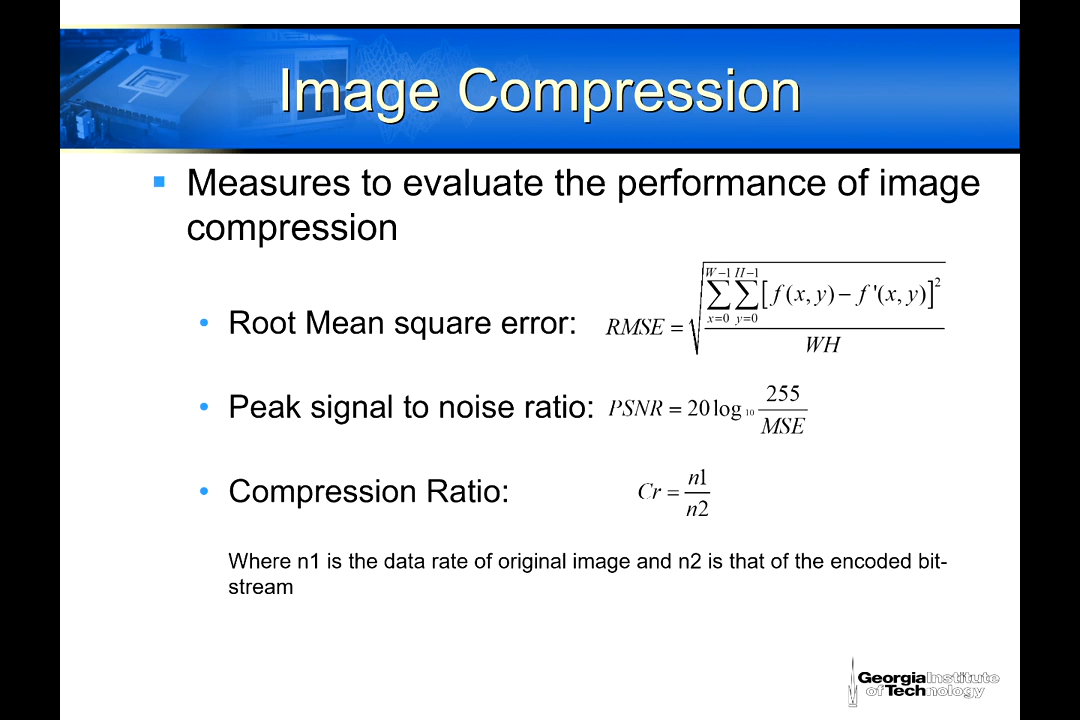 Image Compression
Measures to evaluate the performance of image
compression
Root Mean square error: RMSE = √(∑_{x=0}^{W−1} ∑_{y=0}^{H−1} [f(x, y) − f '(x, y)]² / WH)
Peak signal to noise ratio: PSNR = 20 log₁₀ 255 / MSE
Compression Ratio: Cr = n1 / n2
Where n1 is the data rate of original image and n2 is that of the encoded bit-
stream
Georgia Institute
of Technology